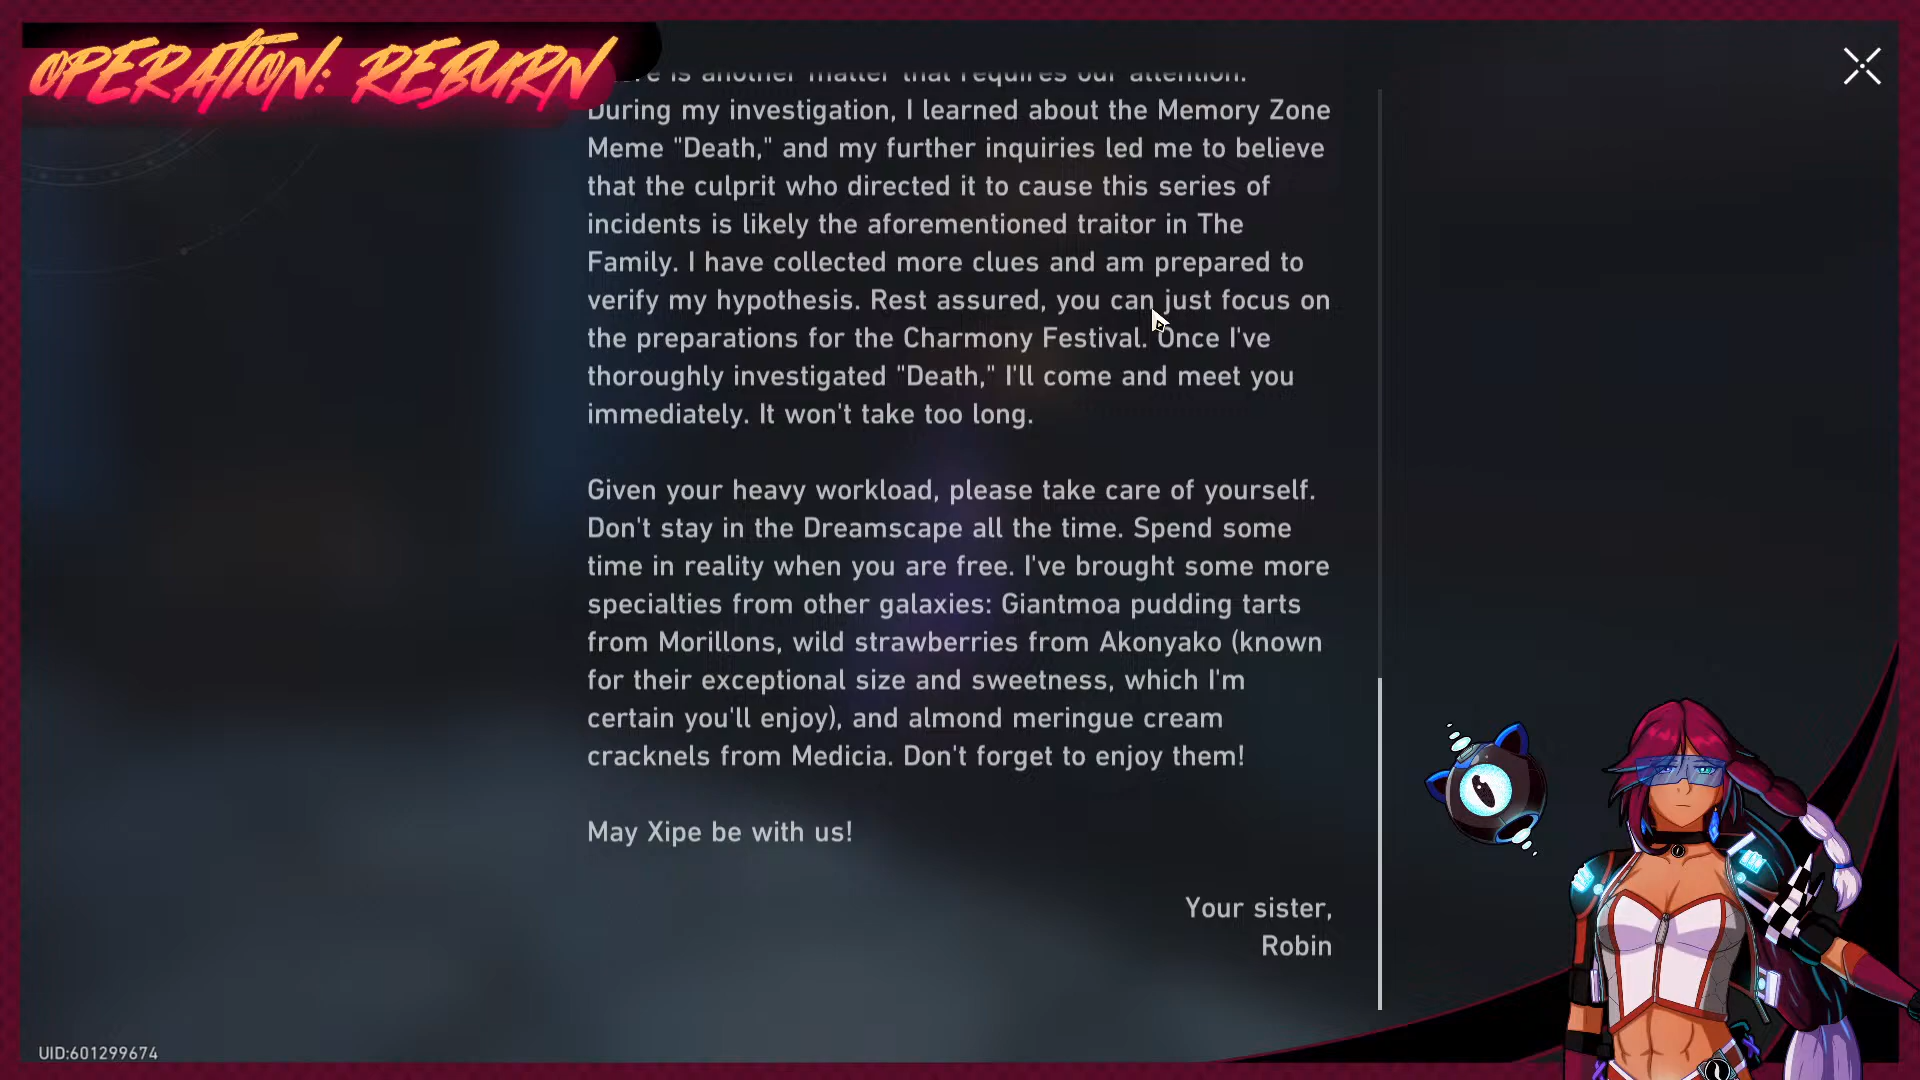 OPERATION: REBURN
is another matter that requires our attention.
During my investigation, I learned about the Memory Zone
Meme "Death," and my further inquiries led me to believe
that the culprit who directed it to cause this series of
incidents is likely the aforementioned traitor in The
Family. I have collected more clues and am prepared to
verify my hypothesis. Rest assured, you can just focus on
the preparations for the Charmony Festival. Once I've
thoroughly investigated "Death," I'll come and meet you
immediately. It won't take too long.
Given your heavy workload, please take care of yourself.
Don't stay in the Dreamscape all the time. Spend some
time in reality when you are free. I've brought some more
specialties from other galaxies: Giantmoa pudding tarts
from Morillons, wild strawberries from Akonyako (known
for their exceptional size and sweetness, which I'm
certain you'll enjoy), and almond meringue cream
cracknels from Medicia. Don't forget to enjoy them!
May Xipe be with us!
Your sister,
Robin
UID:601299674